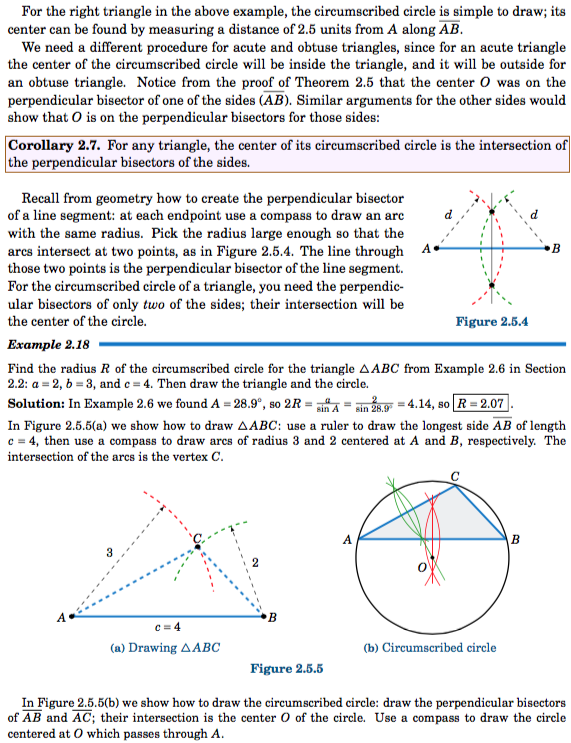 For the right triangle in the above example, the circumscribed circle is simple to draw; its
center can be found by measuring a distance of 2.5 units from A along AB.
We need a different procedure for acute and obtuse triangles, since for an acute triangle
the center of the circumscribed circle will be inside the triangle, and it will be outside for
an obtuse triangle. Notice from the proof of Theorem 2.5 that the center O was on the
perpendicular bisector of one of the sides (AB). Similar arguments for the other sides would
show that O is on the perpendicular bisectors for those sides:
Corollary 2.7. For any triangle, the center of its circumscribed circle is the intersection of
the perpendicular bisectors of the sides.
Recall from geometry how to create the perpendicular bisector
of a line segment: at each endpoint use a compass to draw an arc
with the same radius. Pick the radius large enough so that the
arcs intersect at two points, as in Figure 2.5.4. The line through
those two points is the perpendicular bisector of the line segment.
For the circumscribed circle of a triangle, you need the perpendic-
ular bisectors of only two of the sides; their intersection will be
the center of the circle.
d d
A B
Figure 2.5.4
Example 2.18
Find the radius R of the circumscribed circle for the triangle △ABC from Example 2.6 in Section
2.2: a = 2, b = 3, and c = 4. Then draw the triangle and the circle.
Solution: In Example 2.6 we found A = 28.9°, so 2R = a/sin A = 2/sin 28.9° = 4.14, so R = 2.07 .
In Figure 2.5.5(a) we show how to draw △ABC: use a ruler to draw the longest side AB of length
c = 4, then use a compass to draw arcs of radius 3 and 2 centered at A and B, respectively. The
intersection of the arcs is the vertex C.
C
3
2
A B
c = 4
(a) Drawing △ABC
C
A B
O
(b) Circumscribed circle
Figure 2.5.5
In Figure 2.5.5(b) we show how to draw the circumscribed circle: draw the perpendicular bisectors
of AB and AC; their intersection is the center O of the circle. Use a compass to draw the circle
centered at O which passes through A.